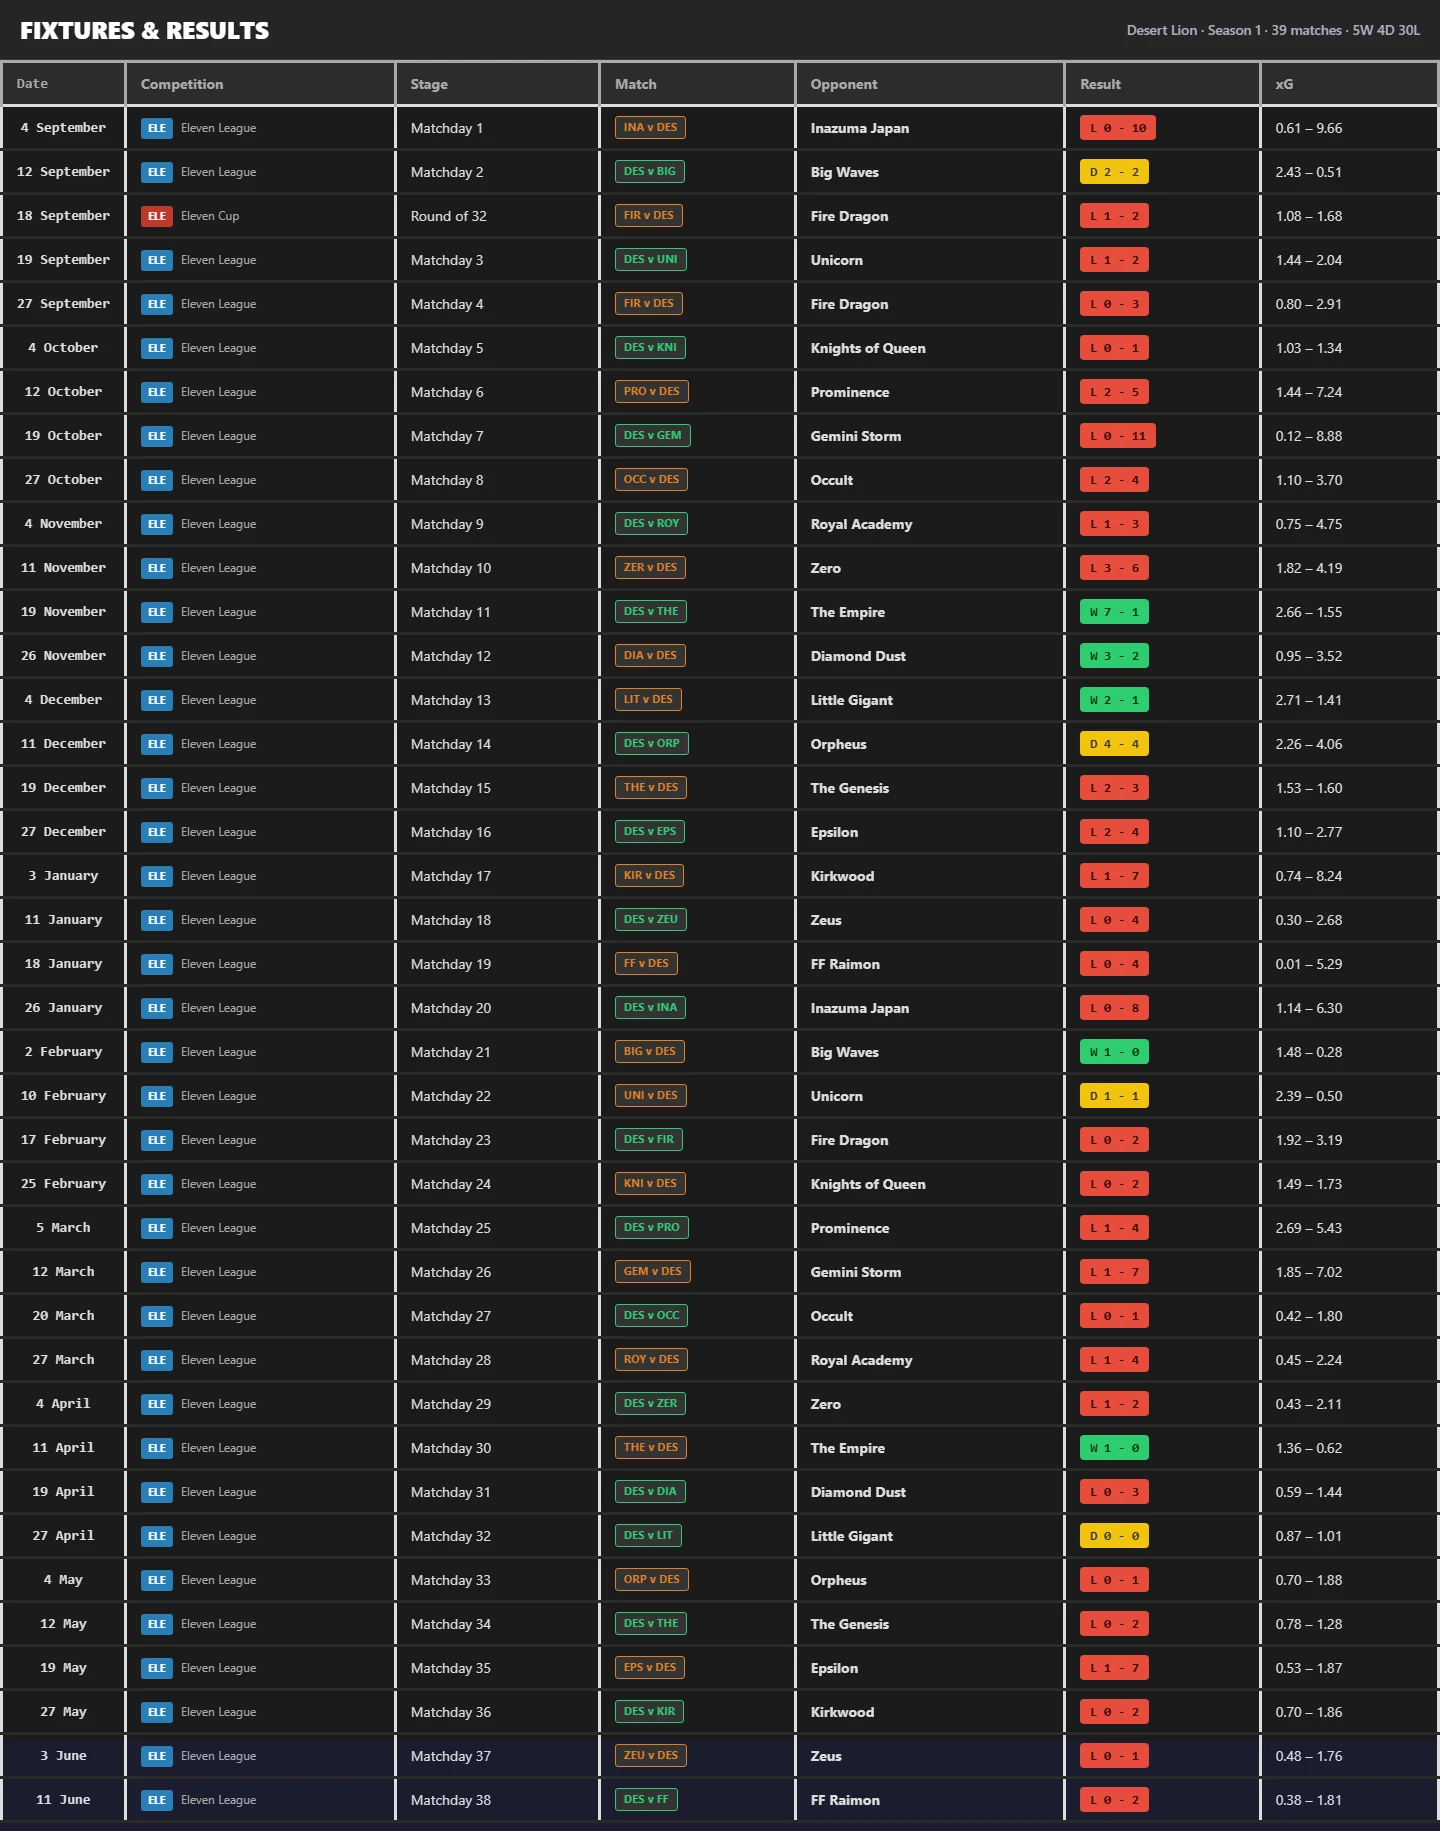 FIXTURES & RESULTS
Desert Lion · Season 1 · 39 matches · 5W 4D 30L
Date Competition Stage Match Opponent Result xG
4 September ELE Eleven League Matchday 1 INA v DES Inazuma Japan L 0 - 10 0.61 – 9.66
12 September ELE Eleven League Matchday 2 DES v BIG Big Waves D 2 - 2 2.43 – 0.51
18 September ELE Eleven Cup Round of 32 FIR v DES Fire Dragon L 1 - 2 1.08 – 1.68
19 September ELE Eleven League Matchday 3 DES v UNI Unicorn L 1 - 2 1.44 – 2.04
27 September ELE Eleven League Matchday 4 FIR v DES Fire Dragon L 0 - 3 0.80 – 2.91
4 October ELE Eleven League Matchday 5 DES v KNI Knights of Queen L 0 - 1 1.03 – 1.34
12 October ELE Eleven League Matchday 6 PRO v DES Prominence L 2 - 5 1.44 – 7.24
19 October ELE Eleven League Matchday 7 DES v GEM Gemini Storm L 0 - 11 0.12 – 8.88
27 October ELE Eleven League Matchday 8 OCC v DES Occult L 2 - 4 1.10 – 3.70
4 November ELE Eleven League Matchday 9 DES v ROY Royal Academy L 1 - 3 0.75 – 4.75
11 November ELE Eleven League Matchday 10 ZER v DES Zero L 3 - 6 1.82 – 4.19
19 November ELE Eleven League Matchday 11 DES v THE The Empire W 7 - 1 2.66 – 1.55
26 November ELE Eleven League Matchday 12 DIA v DES Diamond Dust W 3 - 2 0.95 – 3.52
4 December ELE Eleven League Matchday 13 LIT v DES Little Gigant W 2 - 1 2.71 – 1.41
11 December ELE Eleven League Matchday 14 DES v ORP Orpheus D 4 - 4 2.26 – 4.06
19 December ELE Eleven League Matchday 15 THE v DES The Genesis L 2 - 3 1.53 – 1.60
27 December ELE Eleven League Matchday 16 DES v EPS Epsilon L 2 - 4 1.10 – 2.77
3 January ELE Eleven League Matchday 17 KIR v DES Kirkwood L 1 - 7 0.74 – 8.24
11 January ELE Eleven League Matchday 18 DES v ZEU Zeus L 0 - 4 0.30 – 2.68
18 January ELE Eleven League Matchday 19 FF v DES FF Raimon L 0 - 4 0.01 – 5.29
26 January ELE Eleven League Matchday 20 DES v INA Inazuma Japan L 0 - 8 1.14 – 6.30
2 February ELE Eleven League Matchday 21 BIG v DES Big Waves W 1 - 0 1.48 – 0.28
10 February ELE Eleven League Matchday 22 UNI v DES Unicorn D 1 - 1 2.39 – 0.50
17 February ELE Eleven League Matchday 23 DES v FIR Fire Dragon L 0 - 2 1.92 – 3.19
25 February ELE Eleven League Matchday 24 KNI v DES Knights of Queen L 0 - 2 1.49 – 1.73
5 March ELE Eleven League Matchday 25 DES v PRO Prominence L 1 - 4 2.69 – 5.43
12 March ELE Eleven League Matchday 26 GEM v DES Gemini Storm L 1 - 7 1.85 – 7.02
20 March ELE Eleven League Matchday 27 DES v OCC Occult L 0 - 1 0.42 – 1.80
27 March ELE Eleven League Matchday 28 ROY v DES Royal Academy L 1 - 4 0.45 – 2.24
4 April ELE Eleven League Matchday 29 DES v ZER Zero L 1 - 2 0.43 – 2.11
11 April ELE Eleven League Matchday 30 THE v DES The Empire W 1 - 0 1.36 – 0.62
19 April ELE Eleven League Matchday 31 DES v DIA Diamond Dust L 0 - 3 0.59 – 1.44
27 April ELE Eleven League Matchday 32 DES v LIT Little Gigant D 0 - 0 0.87 – 1.01
4 May ELE Eleven League Matchday 33 ORP v DES Orpheus L 0 - 1 0.70 – 1.88
12 May ELE Eleven League Matchday 34 DES v THE The Genesis L 0 - 2 0.78 – 1.28
19 May ELE Eleven League Matchday 35 EPS v DES Epsilon L 1 - 7 0.53 – 1.87
27 May ELE Eleven League Matchday 36 DES v KIR Kirkwood L 0 - 2 0.70 – 1.86
3 June ELE Eleven League Matchday 37 ZEU v DES Zeus L 0 - 1 0.48 – 1.76
11 June ELE Eleven League Matchday 38 DES v FF FF Raimon L 0 - 2 0.38 – 1.81